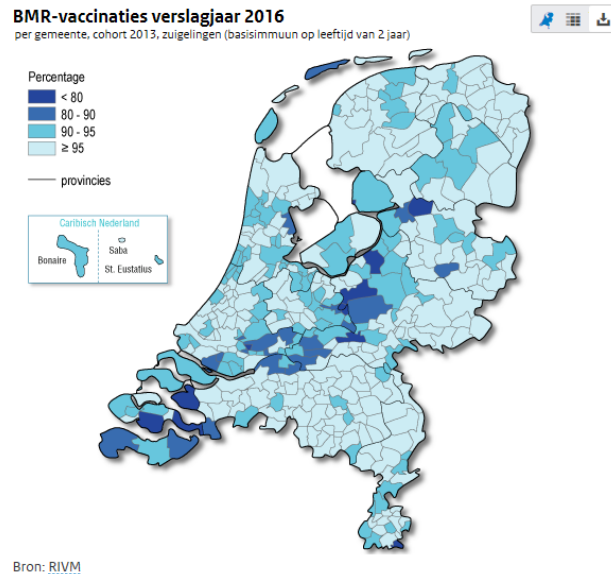 BMR-vaccinaties verslagjaar 2016
per gemeente, cohort 2013, zuigelingen (basisimmuun op leeftijd van 2 jaar)
Percentage
< 80
80 - 90
90 - 95
≥ 95
provincies
Caribisch Nederland
Bonaire
Saba
St. Eustatius
Bron: RIVM